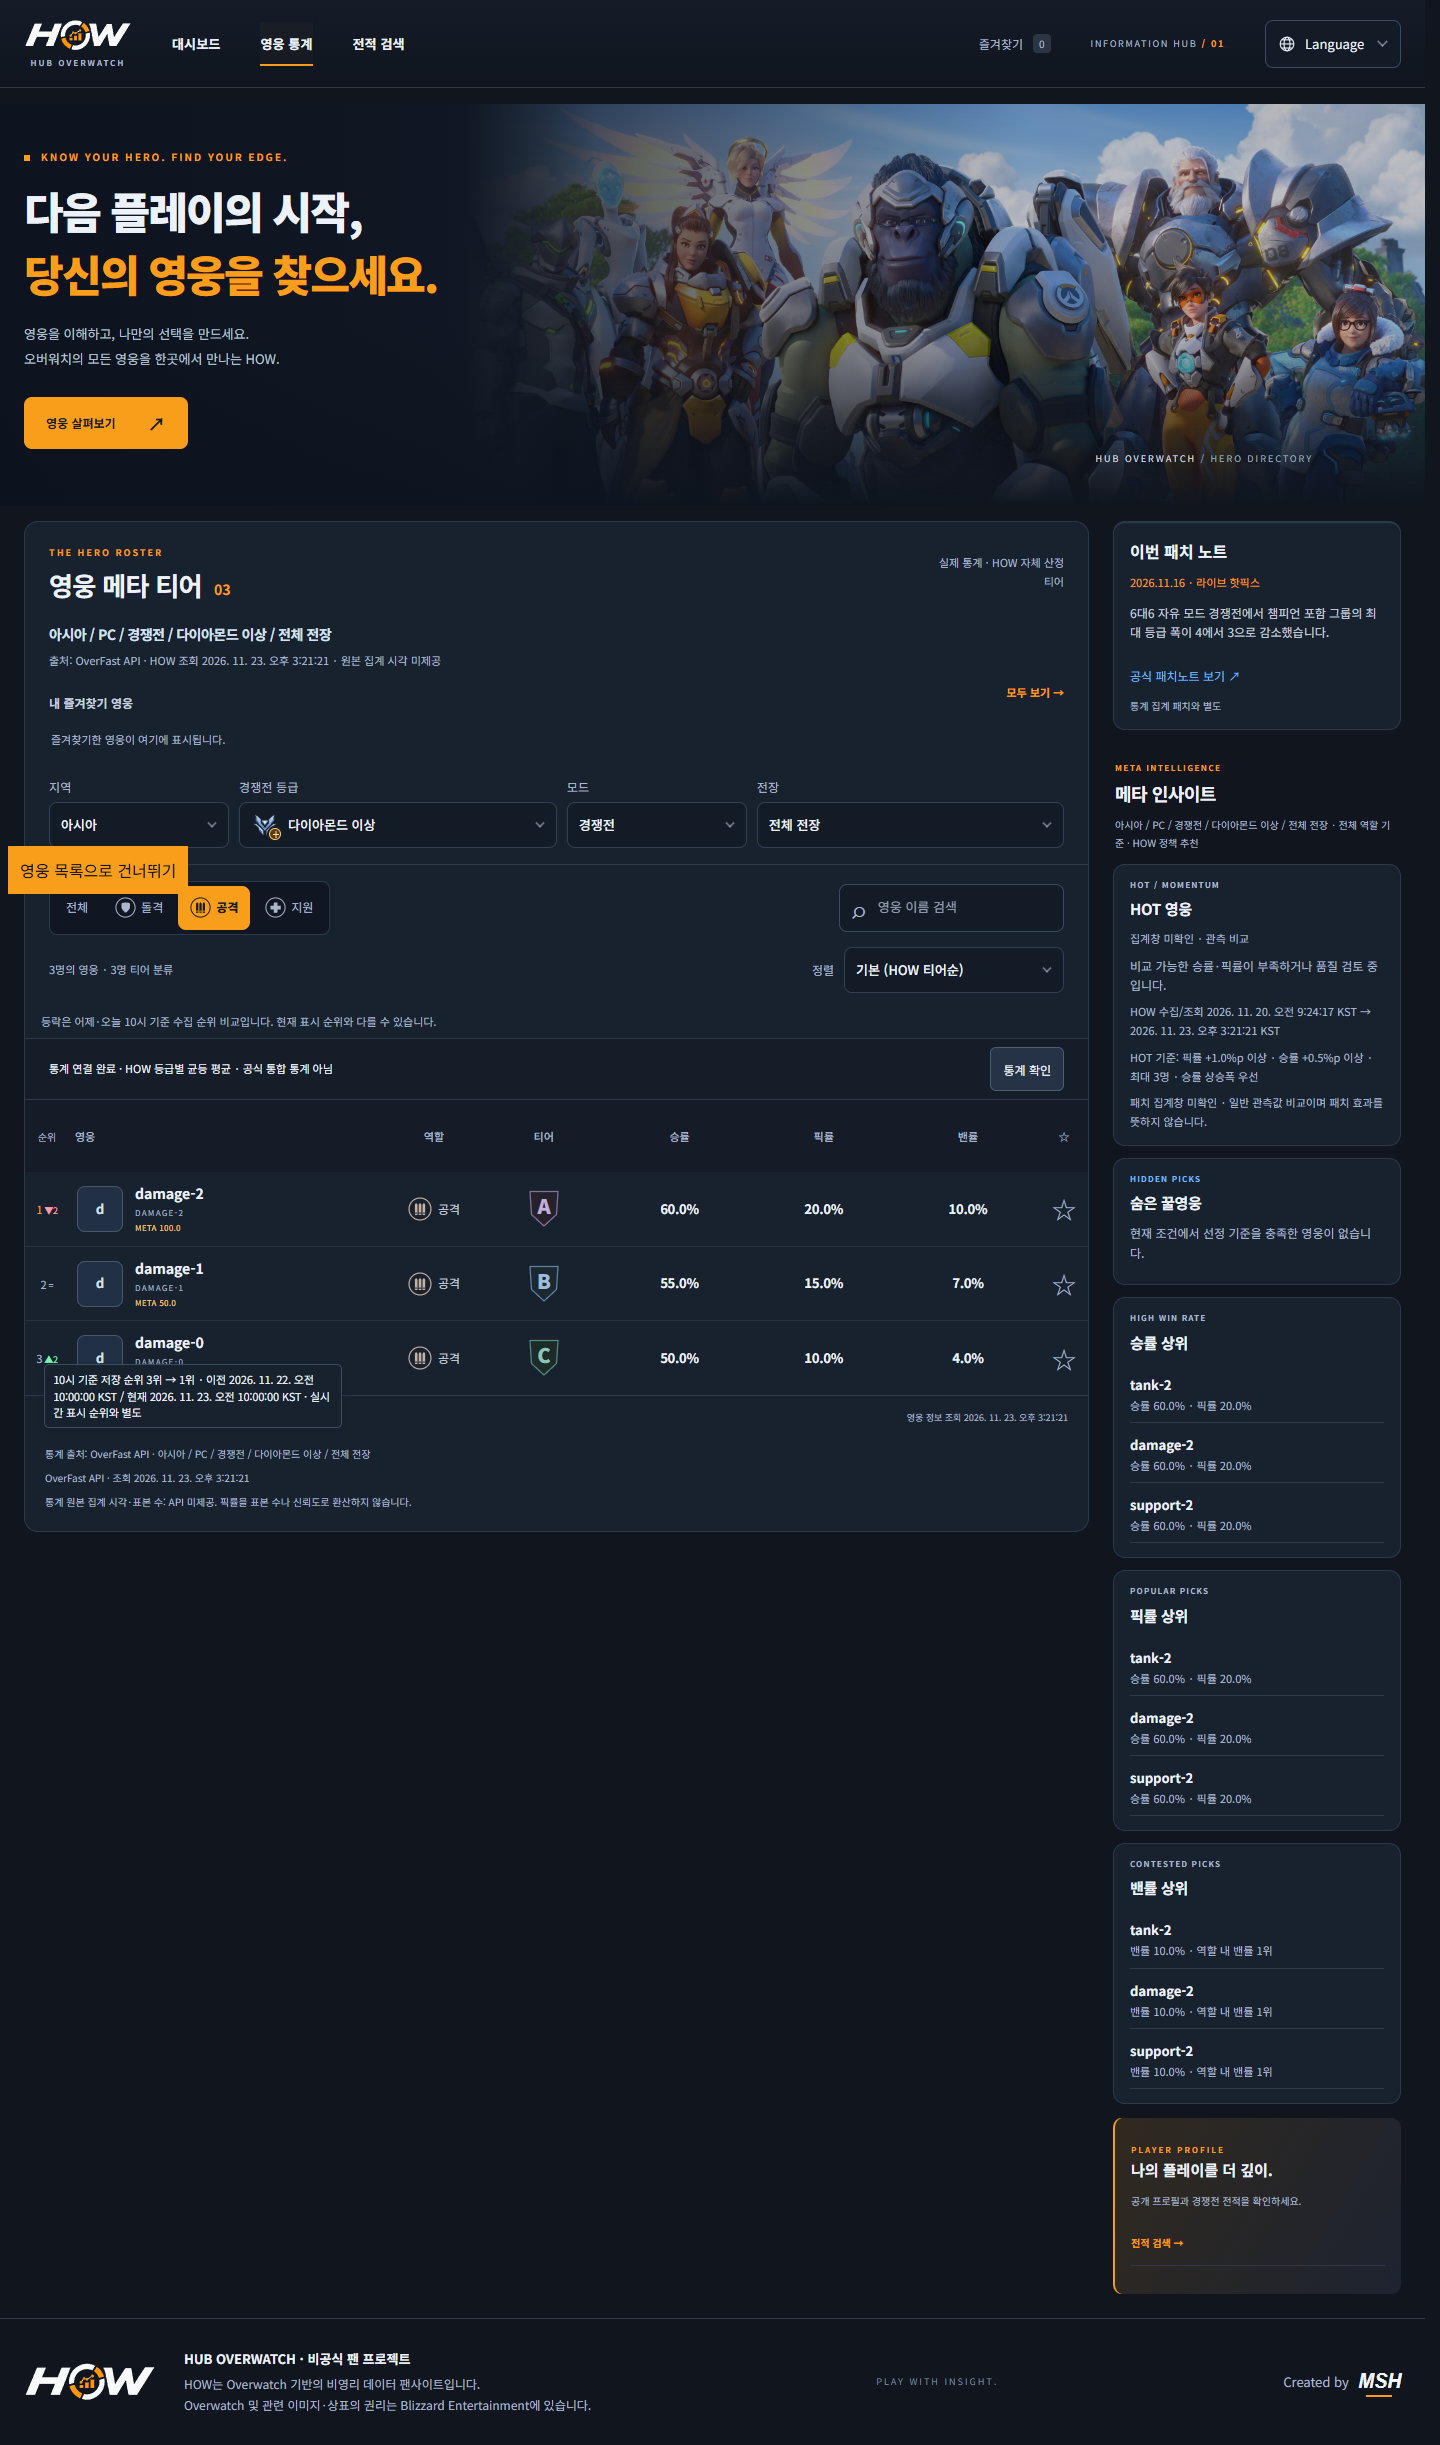 HOW
HUB OVERWATCH
대시보드
영웅 통계
전적 검색
즐겨찾기 0
INFORMATION HUB / 01
Language
KNOW YOUR HERO. FIND YOUR EDGE.
다음 플레이의 시작,
당신의 영웅을 찾으세요.
영웅을 이해하고, 나만의 선택을 만드세요.
오버워치의 모든 영웅을 한곳에서 만나는 HOW.
영웅 살펴보기 ↗
HUB OVERWATCH / HERO DIRECTORY
THE HERO ROSTER
영웅 메타 티어 03
실제 통계 · HOW 자체 산정
티어
아시아 / PC / 경쟁전 / 다이아몬드 이상 / 전체 전장
출처: OverFast API · HOW 조회 2026. 11. 23. 오후 3:21:21 · 원본 집계 시각 미제공
내 즐겨찾기 영웅
모두 보기 →
즐겨찾기한 영웅이 여기에 표시됩니다.
지역
경쟁전 등급
모드
전장
아시아
다이아몬드 이상
경쟁전
전체 전장
영웅 목록으로 건너뛰기
전체
돌격
공격
지원
영웅 이름 검색
3명의 영웅 · 3명 티어 분류
정렬
기본 (HOW 티어순)
등락은 어제·오늘 10시 기준 수집 순위 비교입니다. 현재 표시 순위와 다를 수 있습니다.
통계 연결 완료 · HOW 등급별 균등 평균 · 공식 통합 통계 아님
통계 확인
순위 영웅 역할 티어 승률 픽률 밴률 ☆
1 ▼2 d damage-2 공격 A 60.0% 20.0% 10.0% ☆
DAMAGE-2
META 100.0
2 = d damage-1 공격 B 55.0% 15.0% 7.0% ☆
DAMAGE-1
META 50.0
3 ▲2 d damage-0 공격 C 50.0% 10.0% 4.0% ☆
DAMAGE-0
10시 기준 저장 순위 3위 → 1위 · 이전 2026. 11. 22. 오전
10:00:00 KST / 현재 2026. 11. 23. 오전 10:00:00 KST · 실시
간 표시 순위와 별도
영웅 정보 조회 2026. 11. 23. 오후 3:21:21
통계 출처: OverFast API · 아시아 / PC / 경쟁전 / 다이아몬드 이상 / 전체 전장
OverFast API · 조회 2026. 11. 23. 오후 3:21:21
통계 원본 집계 시각·표본 수: API 미제공. 픽률을 표본 수나 신뢰도로 환산하지 않습니다.
이번 패치 노트
2026.11.16 · 라이브 핫픽스
6대6 자유 모드 경쟁전에서 챔피언 포함 그룹의 최
대 등급 폭이 4에서 3으로 감소했습니다.
공식 패치노트 보기 ↗
통계 집계 패치와 별도
META INTELLIGENCE
메타 인사이트
아시아 / PC / 경쟁전 / 다이아몬드 이상 / 전체 전장 · 전체 역할 기
준 · HOW 정책 추천
HOT / MOMENTUM
HOT 영웅
집계창 미확인 · 관측 비교
비교 가능한 승률·픽률이 부족하거나 품질 검토 중
입니다.
HOW 수집/조회 2026. 11. 20. 오전 9:24:17 KST →
2026. 11. 23. 오후 3:21:21 KST
HOT 기준: 픽률 +1.0%p 이상 · 승률 +0.5%p 이상 ·
최대 3명 · 승률 상승폭 우선
패치 집계창 미확인 · 일반 관측값 비교이며 패치 효과를
뜻하지 않습니다.
HIDDEN PICKS
숨은 꿀영웅
현재 조건에서 선정 기준을 충족한 영웅이 없습니
다.
HIGH WIN RATE
승률 상위
tank-2
승률 60.0% · 픽률 20.0%
damage-2
승률 60.0% · 픽률 20.0%
support-2
승률 60.0% · 픽률 20.0%
POPULAR PICKS
픽률 상위
tank-2
승률 60.0% · 픽률 20.0%
damage-2
승률 60.0% · 픽률 20.0%
support-2
승률 60.0% · 픽률 20.0%
CONTESTED PICKS
밴률 상위
tank-2
밴률 10.0% · 역할 내 밴률 1위
damage-2
밴률 10.0% · 역할 내 밴률 1위
support-2
밴률 10.0% · 역할 내 밴률 1위
PLAYER PROFILE
나의 플레이를 더 깊이.
공개 프로필과 경쟁전 전적을 확인하세요.
전적 검색 →
HOW
HUB OVERWATCH · 비공식 팬 프로젝트
HOW는 Overwatch 기반의 비영리 데이터 팬사이트입니다.
Overwatch 및 관련 이미지·상표의 권리는 Blizzard Entertainment에 있습니다.
PLAY WITH INSIGHT.
Created by MSH